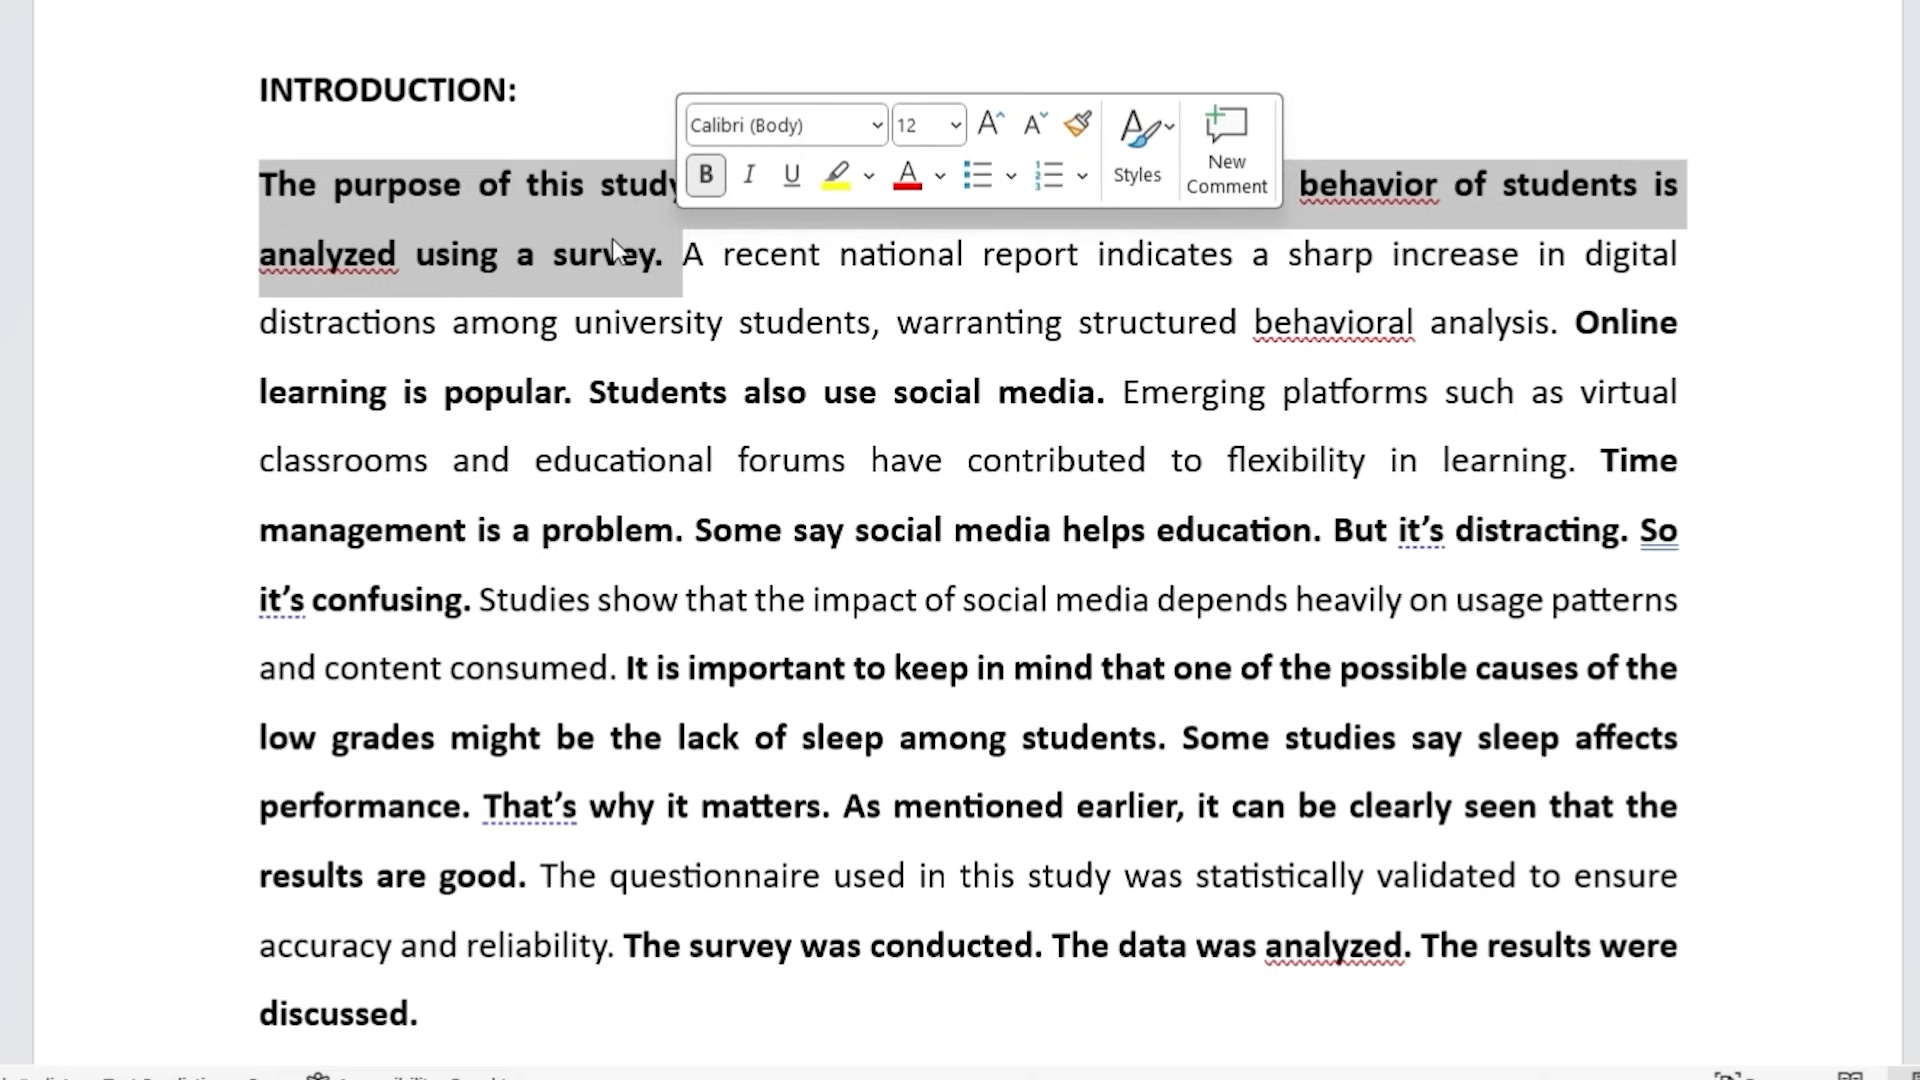 INTRODUCTION:
Calibri (Body)
12
B I U
Styles
New
Comment
The purpose of this study behavior of students is
analyzed using a survey. A recent national report indicates a sharp increase in digital
distractions among university students, warranting structured behavioral analysis. Online
learning is popular. Students also use social media. Emerging platforms such as virtual
classrooms and educational forums have contributed to flexibility in learning. Time
management is a problem. Some say social media helps education. But it’s distracting. So
it’s confusing. Studies show that the impact of social media depends heavily on usage patterns
and content consumed. It is important to keep in mind that one of the possible causes of the
low grades might be the lack of sleep among students. Some studies say sleep affects
performance. That’s why it matters. As mentioned earlier, it can be clearly seen that the
results are good. The questionnaire used in this study was statistically validated to ensure
accuracy and reliability. The survey was conducted. The data was analyzed. The results were
discussed.